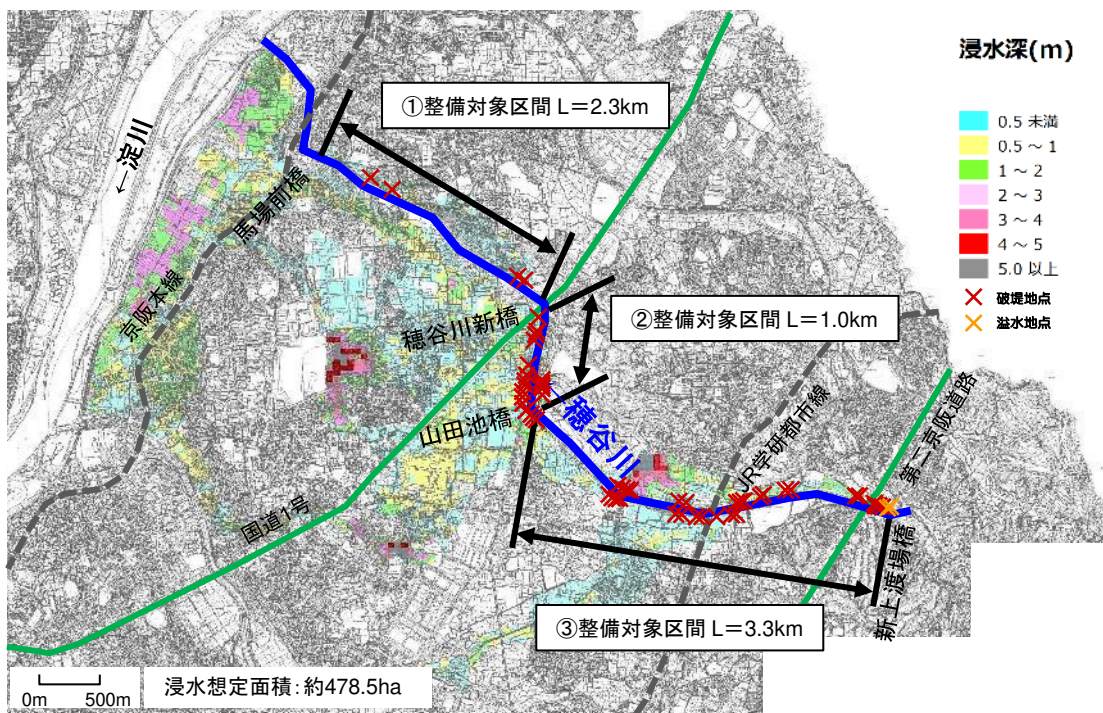 浸水深(m)
0.5 未満
0.5 ~ 1
1 ~ 2
2 ~ 3
3 ~ 4
4 ~ 5
5.0 以上
破堤地点
溢水地点
①整備対象区間 L=2.3km
←淀川
馬場前橋
京阪本線
穂谷川新橋
②整備対象区間 L=1.0km
山田池橋
←穂谷川
JR学研都市線
第二京阪道路
国道1号
新上渡場橋
③整備対象区間 L=3.3km
0m 500m
浸水想定面積:約478.5ha